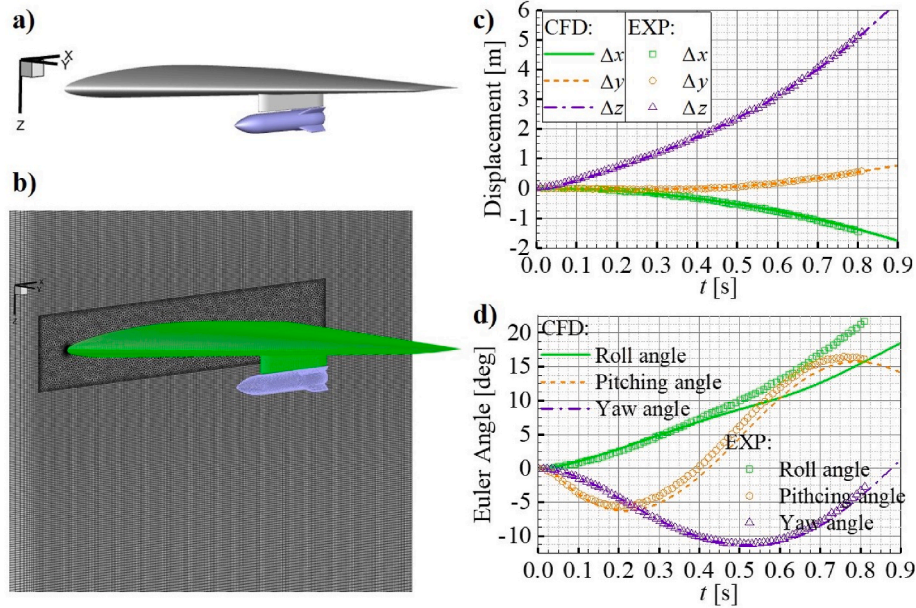 a)
X
Y
Z
b)
c)
Displacement [m]
6
5
4
3
2
1
0
-1
-2
CFD: EXP:
Δx Δx
Δy Δy
Δz Δz
0.0 0.1 0.2 0.3 0.4 0.5 0.6 0.7 0.8 0.9
t [s]
d)
Euler Angle [deg]
20
15
10
5
0
-5
-10
CFD:
Roll angle
Pitching angle
Yaw angle
EXP:
Roll angle
Pithcing angle
Yaw angle
0.0 0.1 0.2 0.3 0.4 0.5 0.6 0.7 0.8 0.9
t [s]